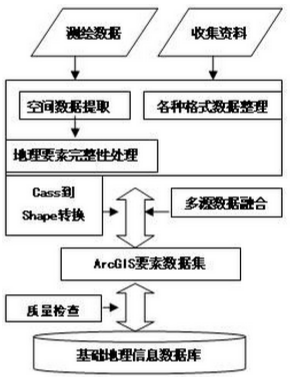 测绘数据
收集资料
空间数据提取
各种格式数据整理
地理要素完整性处理
Cass到
Shape转换
多源数据融合
ArcGIS要素数据集
质量检查
基础地理信息数据库